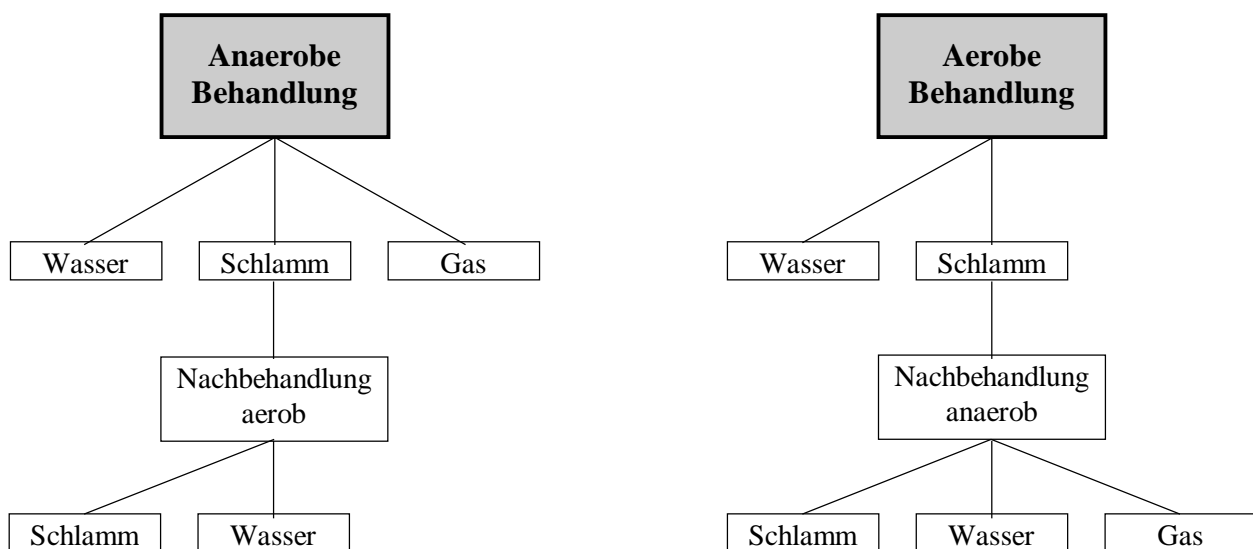 Anaerobe
Behandlung
Wasser
Schlamm
Gas
Nachbehandlung
aerob
Schlamm
Wasser
Aerobe
Behandlung
Wasser
Schlamm
Nachbehandlung
anaerob
Schlamm
Wasser
Gas